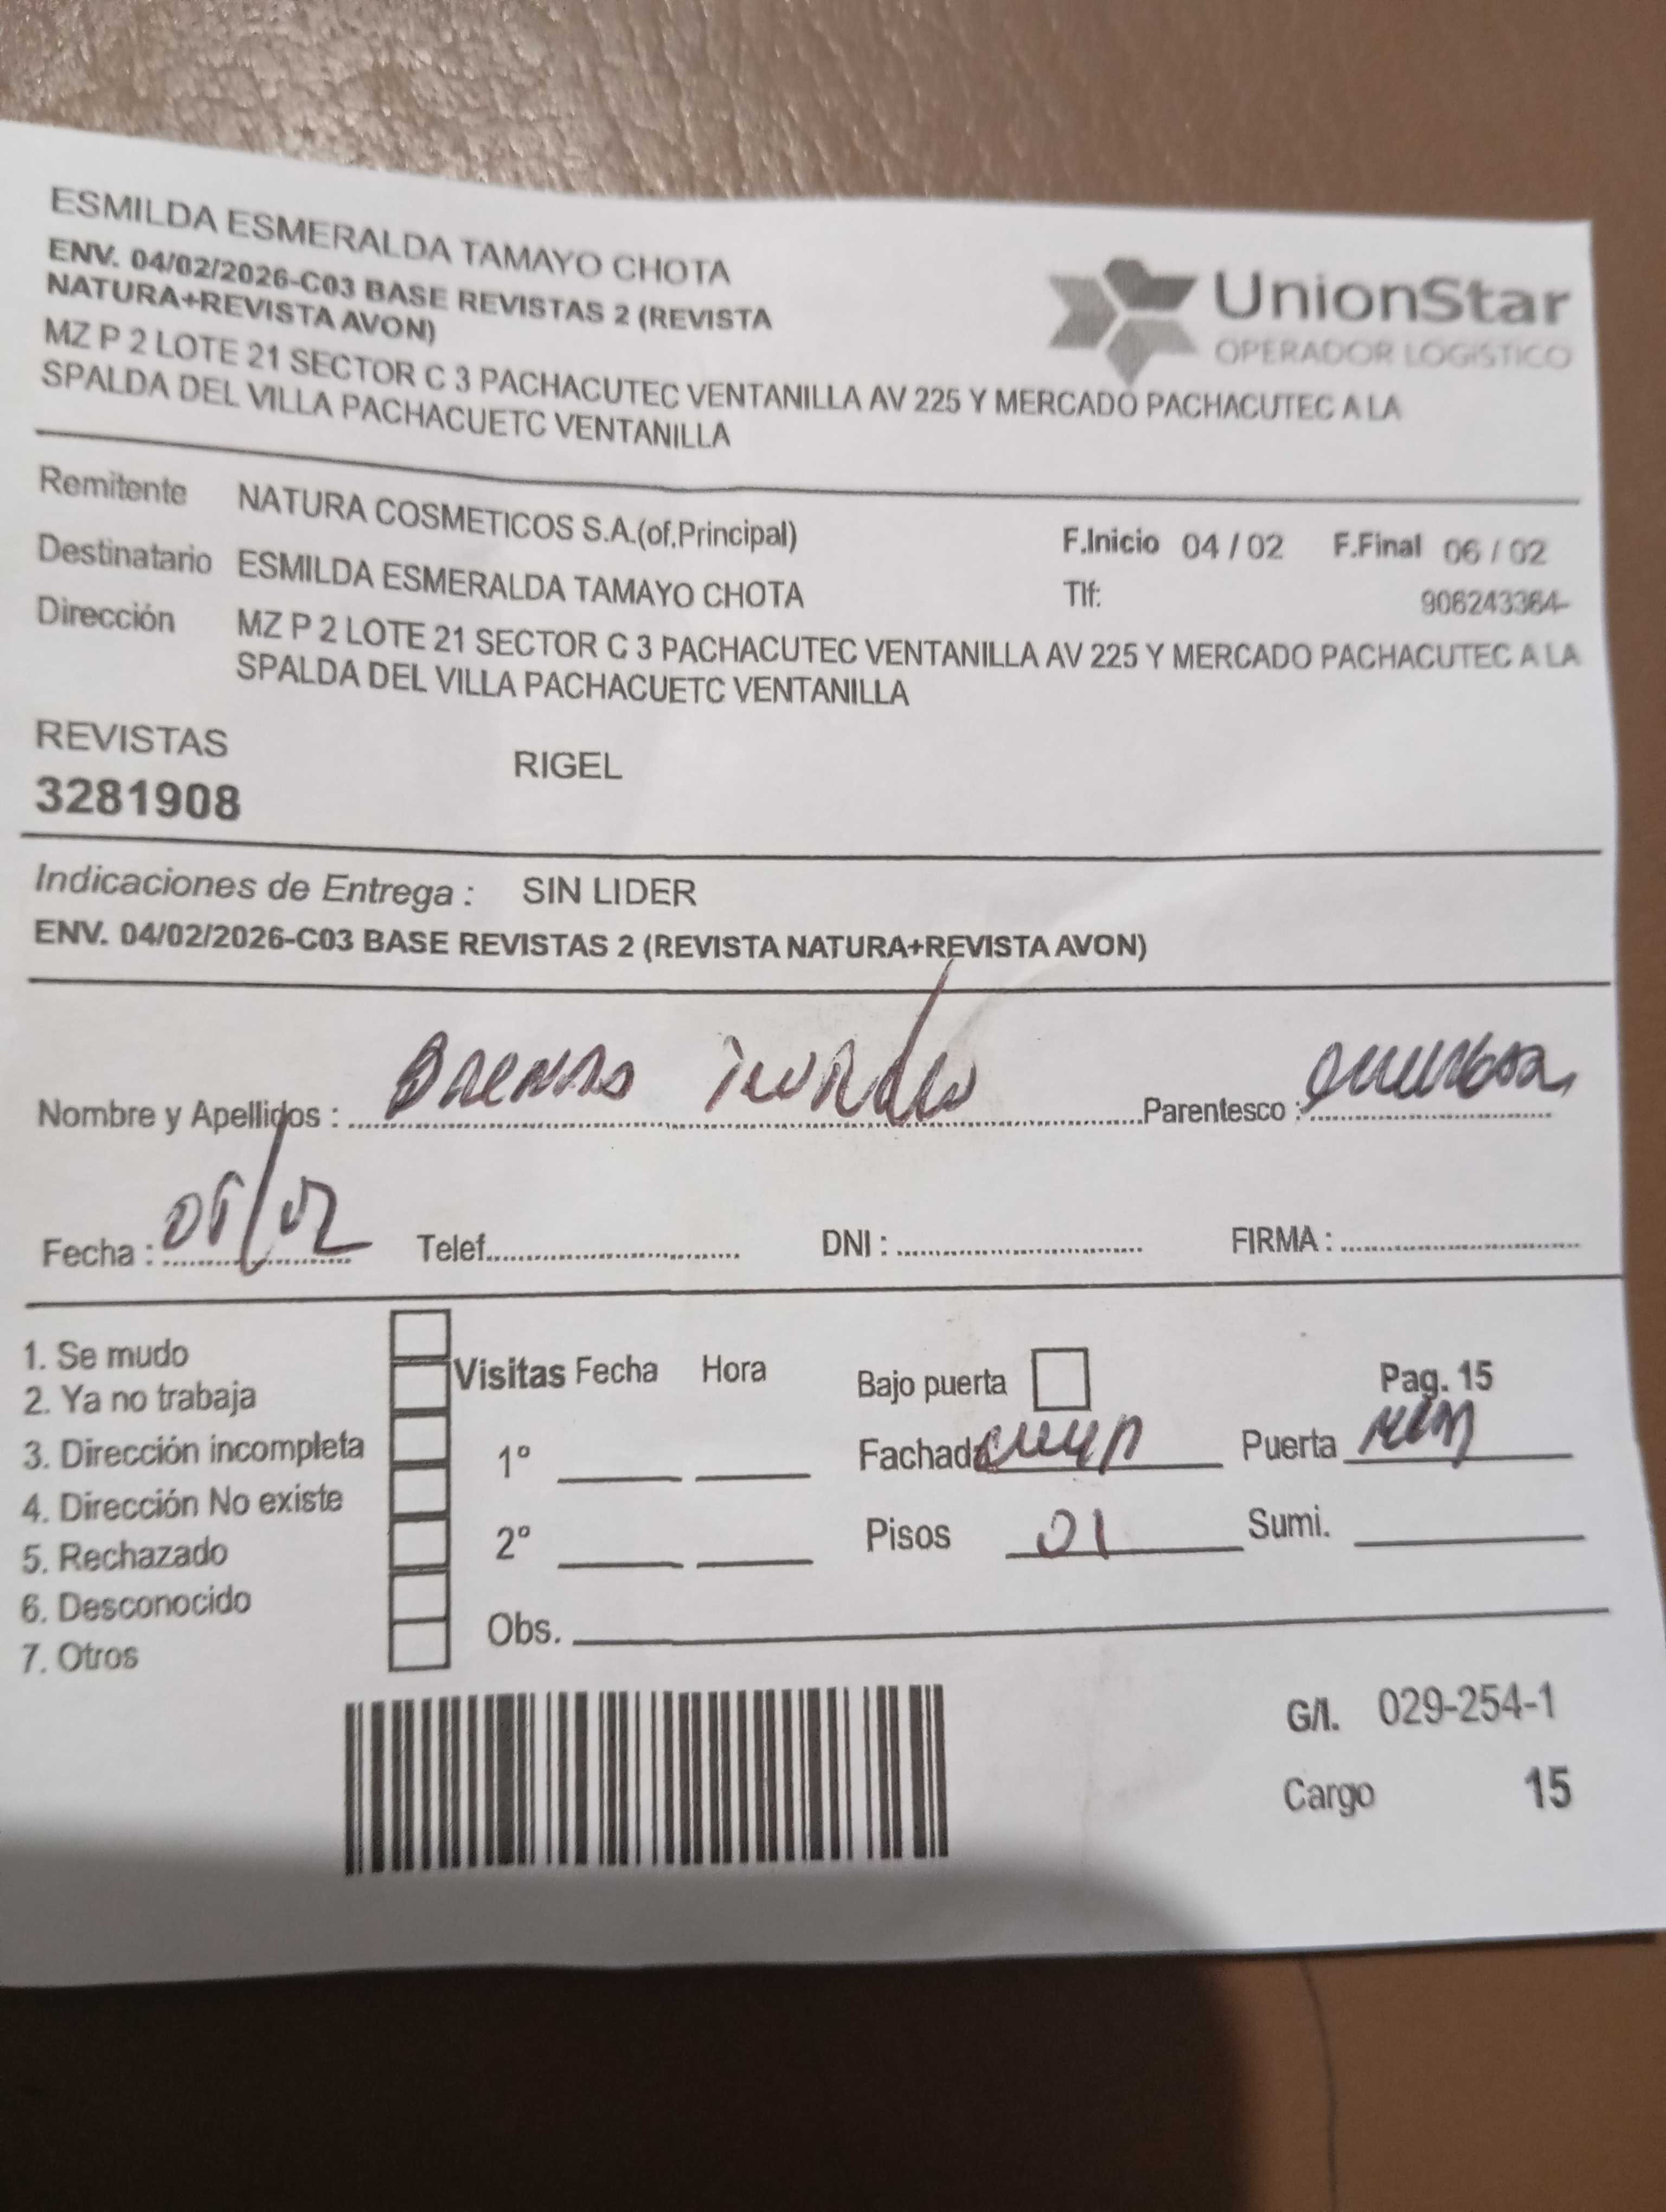 ESMILDA ESMERALDA TAMAYO CHOTA
ENV. 04/02/2026-C03 BASE REVISTAS 2 (REVISTA
NATURA+REVISTA AVON)
MZ P 2 LOTE 21 SECTOR C 3 PACHACUTEC VENTANILLA AV 225 Y MERCADO PACHACUTEC A LA
SPALDA DEL VILLA PACHACUETC VENTANILLA
UnionStar
OPERADOR LOGÍSTICO
Remitente NATURA COSMETICOS S.A.(of.Principal)
F.Inicio 04 / 02 F.Final 06 / 02
Destinatario ESMILDA ESMERALDA TAMAYO CHOTA
Tlf: 906243364-
Dirección MZ P 2 LOTE 21 SECTOR C 3 PACHACUTEC VENTANILLA AV 225 Y MERCADO PACHACUTEC A LA
SPALDA DEL VILLA PACHACUETC VENTANILLA
REVISTAS RIGEL
3281908
Indicaciones de Entrega : SIN LIDER
ENV. 04/02/2026-C03 BASE REVISTAS 2 (REVISTA NATURA+REVISTA AVON)
Nombre y Apellidos : Parentesco :
Fecha : Telef. DNI : FIRMA :
1. Se mudo
2. Ya no trabaja
3. Dirección incompleta
4. Dirección No existe
5. Rechazado
6. Desconocido
7. Otros
Visitas Fecha Hora
1º
2º
Obs.
Bajo puerta Pag. 15
Fachada Puerta
Pisos 01 Sumi.
G/l. 029-254-1
Cargo 15